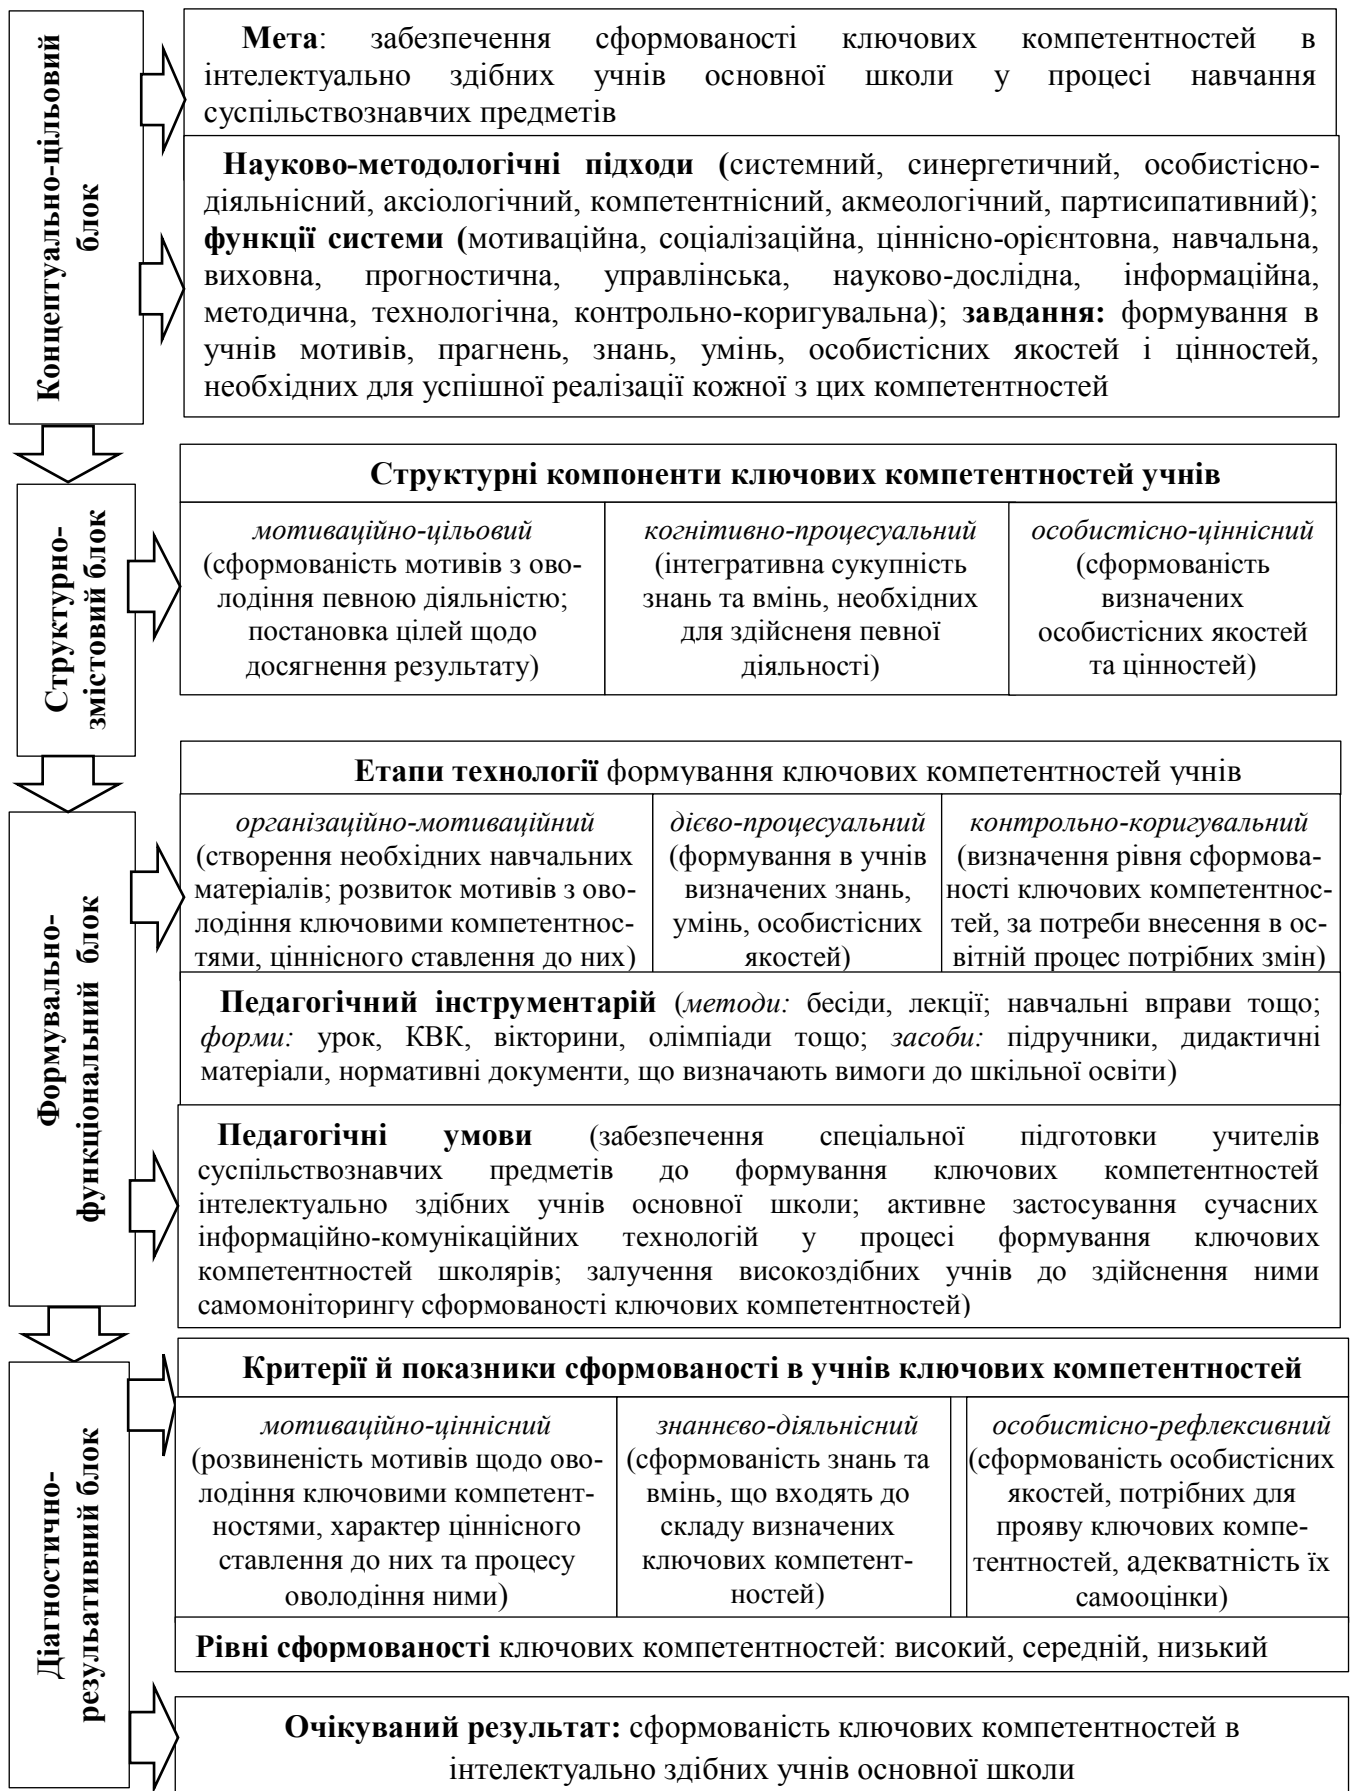 Концептуально-цільовий
блок
Мета: забезпечення сформованості ключових компетентностей в
інтелектуально здібних учнів основної школи у процесі навчання
суспільствознавчих предметів
Науково-методологічні підходи (системний, синергетичний, особистісно-
діяльнісний, аксіологічний, компетентнісний, акмеологічний, партисипативний);
функції системи (мотиваційна, соціалізаційна, ціннісно-орієнтовна, навчальна,
виховна, прогностична, управлінська, науково-дослідна, інформаційна,
методична, технологічна, контрольно-коригувальна); завдання: формування в
учнів мотивів, прагнень, знань, умінь, особистісних якостей і цінностей,
необхідних для успішної реалізації кожної з цих компетентностей
Структурно-
змістовий блок
Структурні компоненти ключових компетентностей учнів
мотиваційно-цільовий
(сформованість мотивів з ово-
лодіння певною діяльністю;
постановка цілей щодо
досягнення результату)
когнітивно-процесуальний
(інтегративна сукупність
знань та вмінь, необхідних
для здійсненя певної
діяльності)
особистісно-ціннісний
(сформованість
визначених
особистісних якостей
та цінностей)
Формувально-
функціональний блок
Етапи технології формування ключових компетентностей учнів
організаційно-мотиваційний
(створення необхідних навчальних
матеріалів; розвиток мотивів з ово-
лодіння ключовими компетентнос-
тями, ціннісного ставлення до них)
дієво-процесуальний
(формування в учнів
визначених знань,
умінь, особистісних
якостей)
контрольно-коригувальний
(визначення рівня сформова-
ності ключових компетентнос-
тей, за потреби внесення в ос-
вітній процес потрібних змін)
Педагогічний інструментарій (методи: бесіди, лекції; навчальні вправи тощо;
форми: урок, КВК, вікторини, олімпіади тощо; засоби: підручники, дидактичні
матеріали, нормативні документи, що визначають вимоги до шкільної освіти)
Педагогічні умови (забезпечення спеціальної підготовки учителів
суспільствознавчих предметів до формування ключових компетентностей
інтелектуально здібних учнів основної школи; активне застосування сучасних
інформаційно-комунікаційних технологій у процесі формування ключових
компетентностей школярів; залучення високоздібних учнів до здійснення ними
самомоніторингу сформованості ключових компетентностей)
Діагностично-
результативний блок
Критерії й показники сформованості в учнів ключових компетентностей
мотиваційно-ціннісний
(розвиненість мотивів щодо ово-
лодіння ключовими компетент-
ностями, характер ціннісного
ставлення до них та процесу
оволодіння ними)
знаннєво-діяльнісний
(сформованість знань та
вмінь, що входять до
складу визначених
ключових компетент-
ностей)
особистісно-рефлексивний
(сформованість особистісних
якостей, потрібних для
прояву ключових компе-
тентностей, адекватність їх
самооцінки)
Рівні сформованості ключових компетентностей: високий, середній, низький
Очікуваний результат: сформованість ключових компетентностей в
інтелектуально здібних учнів основної школи